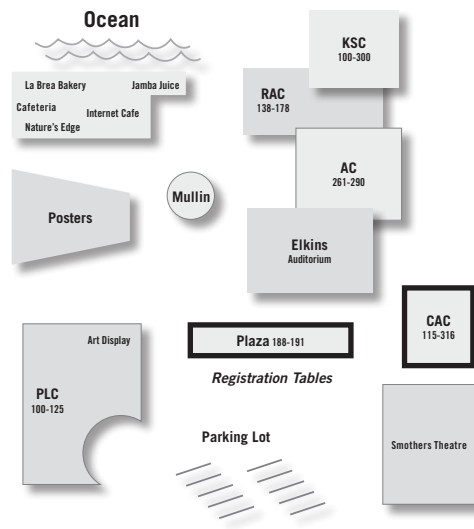 Ocean
KSC
100-300
La Brea Bakery
Jamba Juice
RAC
138-178
Cafeteria
Internet Cafe
Nature's Edge
AC
261-290
Mullin
Posters
Elkins
Auditorium
CAC
115-316
Plaza 188-191
Art Display
Registration Tables
PLC
100-125
Parking Lot
Smothers Theatre